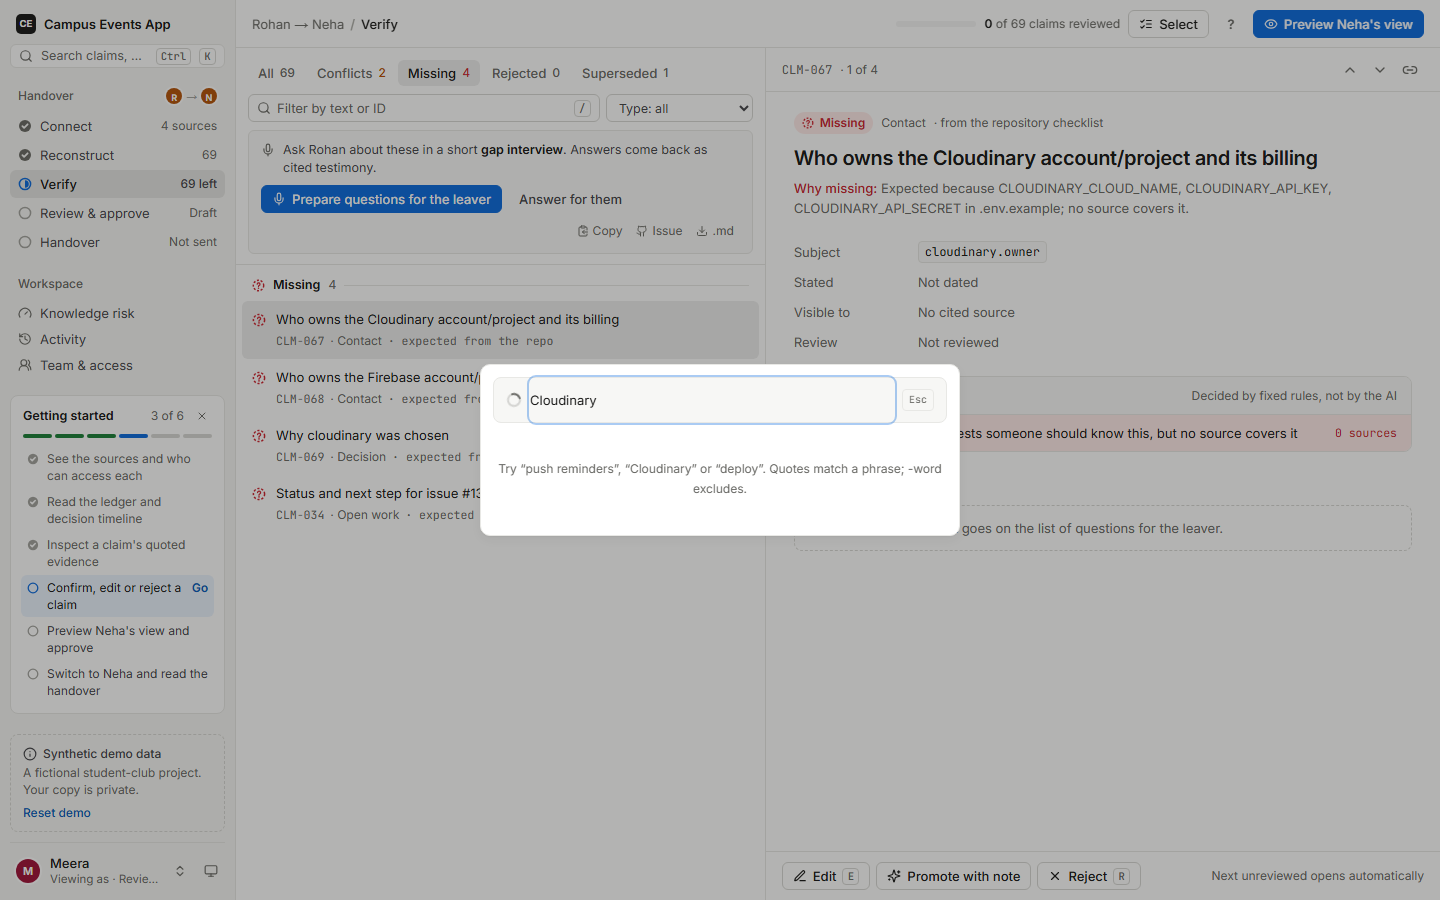 CE Campus Events App
Search claims, ... Ctrl K
Handover R → N
Connect 4 sources
Reconstruct 69
Verify 69 left
Review & approve Draft
Handover Not sent
Workspace
Knowledge risk
Activity
Team & access
Getting started 3 of 6
See the sources and who
can access each
Read the ledger and
decision timeline
Inspect a claim's quoted
evidence
Confirm, edit or reject a Go
claim
Preview Neha's view and
approve
Switch to Neha and read the
handover
Synthetic demo data
A fictional student-club project.
Your copy is private.
Reset demo
M Meera
Viewing as · Revie...
Rohan → Neha / Verify
0 of 69 claims reviewed Select ? Preview Neha's view
All 69 Conflicts 2 Missing 4 Rejected 0 Superseded 1
Filter by text or ID / Type: all
Ask Rohan about these in a short gap interview. Answers come back as
cited testimony.
Prepare questions for the leaver Answer for them
Copy Issue .md
Missing 4
Who owns the Cloudinary account/project and its billing
CLM-067 · Contact · expected from the repo
Who owns the Firebase account/
CLM-068 · Contact · expected
Why cloudinary was chosen
CLM-069 · Decision · expected
Status and next step for issue
CLM-034 · Open work · expected
Cloudinary Esc
Try “push reminders”, “Cloudinary” or “deploy”. Quotes match a phrase; -word
excludes.
CLM-067 · 1 of 4
Missing Contact · from the repository checklist
Who owns the Cloudinary account/project and its billing
Why missing: Expected because CLOUDINARY_CLOUD_NAME, CLOUDINARY_API_KEY,
CLOUDINARY_API_SECRET in .env.example; no source covers it.
Subject cloudinary.owner
Stated Not dated
Visible to No cited source
Review Not reviewed
Decided by fixed rules, not by the AI
someone should know this, but no source covers it 0 sources
goes on the list of questions for the leaver.
Edit E Promote with note Reject R Next unreviewed opens automatically